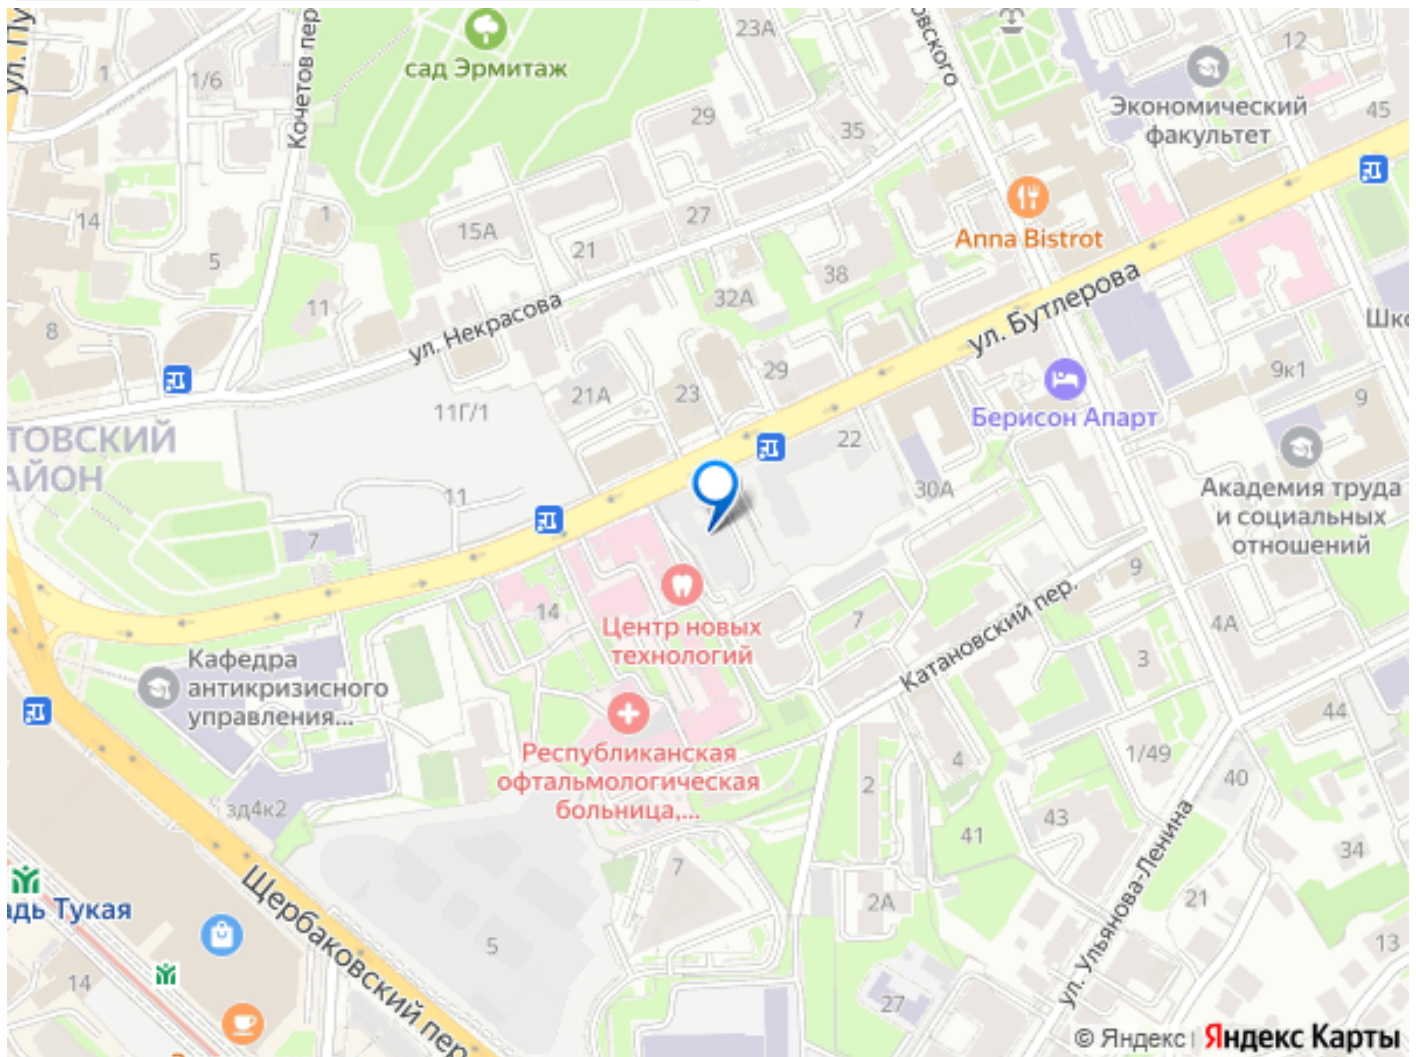 ул. Пу
1
1/6
Кочетов пер
сад Эрмитаж
23А
29
35
овского
12
Экономический
факультет
45
14
5
1
15А
21
27
Anna Bistrot
38
32А
ул. Бутлерова
8
11
ул. Некрасова
Шко
21А
23
29
9к1
9
Берисон Апарт
11Г/1
22
ТОВСКИЙ
АЙОН
11
30А
Академия труда
и социальных
отношений
7
14
Центр новых
технологий
7
9
Катановский пер.
4А
3
Кафедра
антикризисного
управления...
Республиканская
офтальмологическая
больница,...
44
1/49
4
2
40
зд4к2
43
41
34
7
Щербаковский пер
адь Тукая
5
2А
21
ул. Ульянова-Ленина
13
14
27
© Яндекс Яндекс Карты